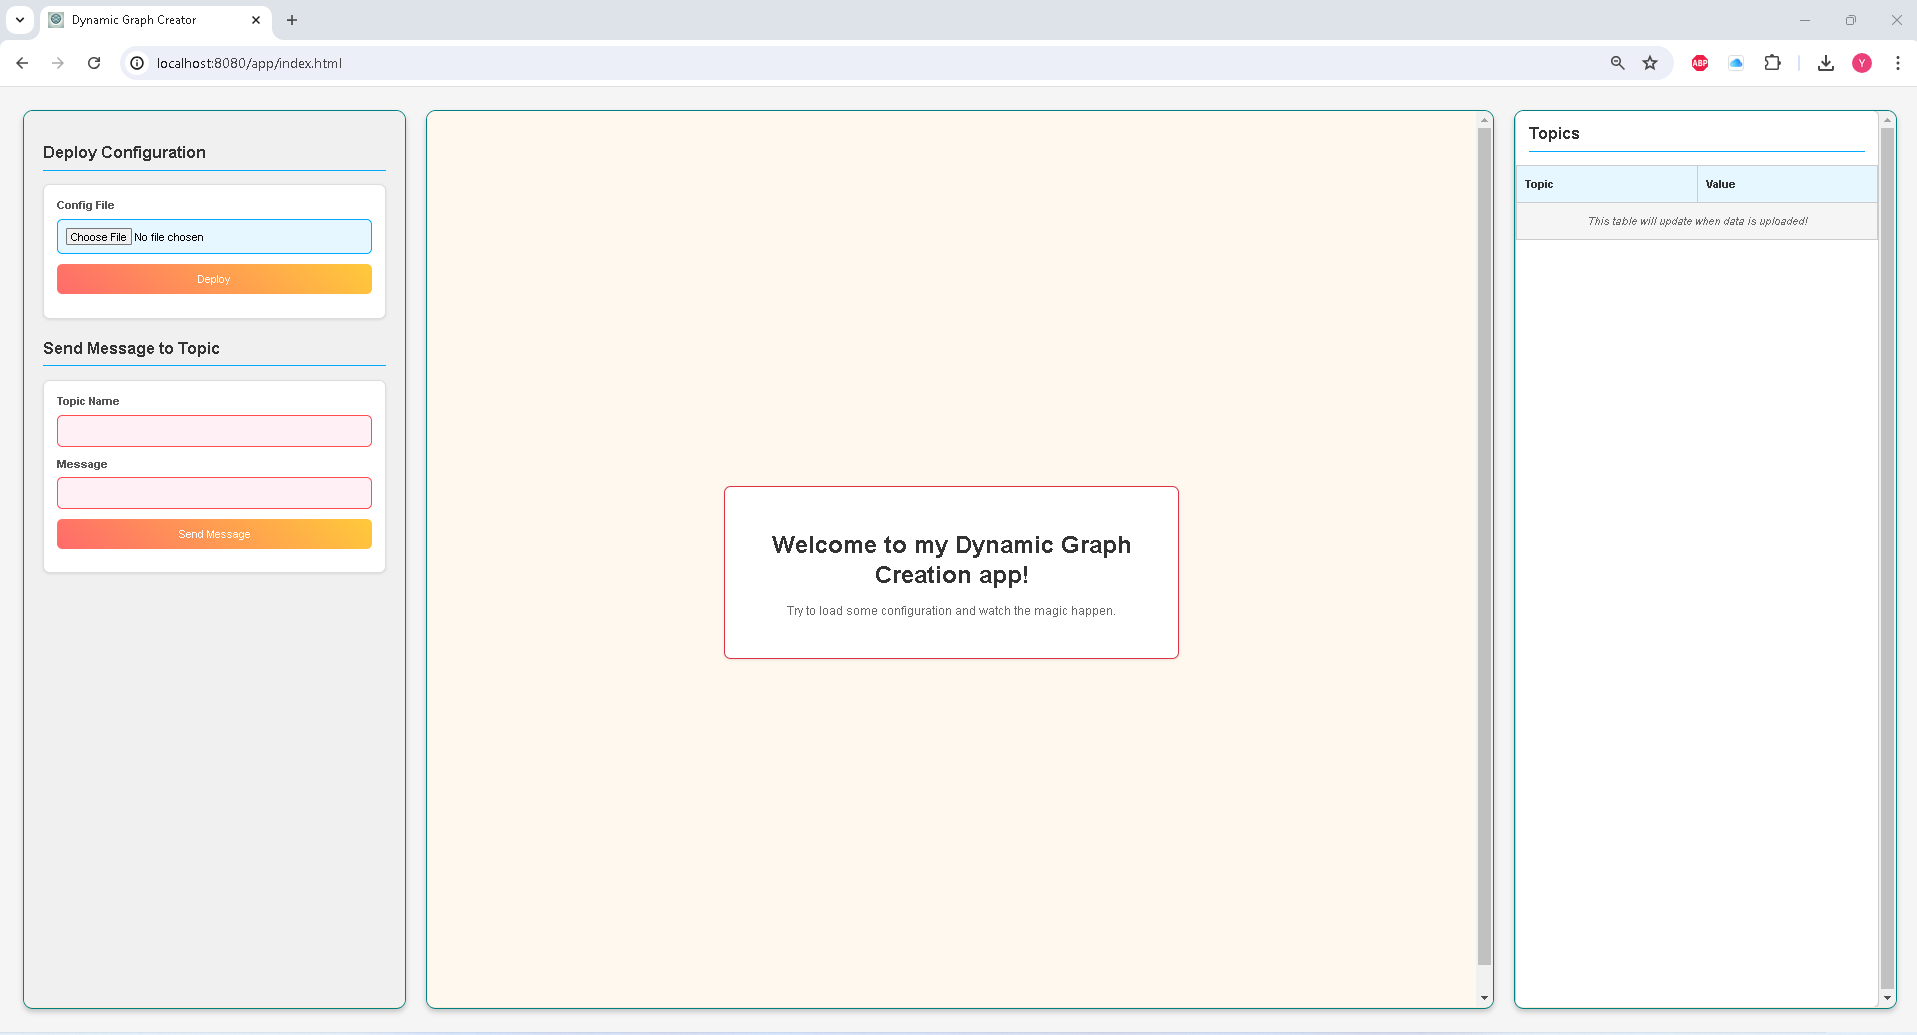 Dynamic Graph Creator
localhost:8080/app/index.html
ABP
Y
Deploy Configuration
Config File
Choose File No file chosen
Deploy
Send Message to Topic
Topic Name
Message
Send Message
Welcome to my Dynamic Graph
Creation app!
Try to load some configuration and watch the magic happen.
Topics
Topic Value
This table will update when data is uploaded!